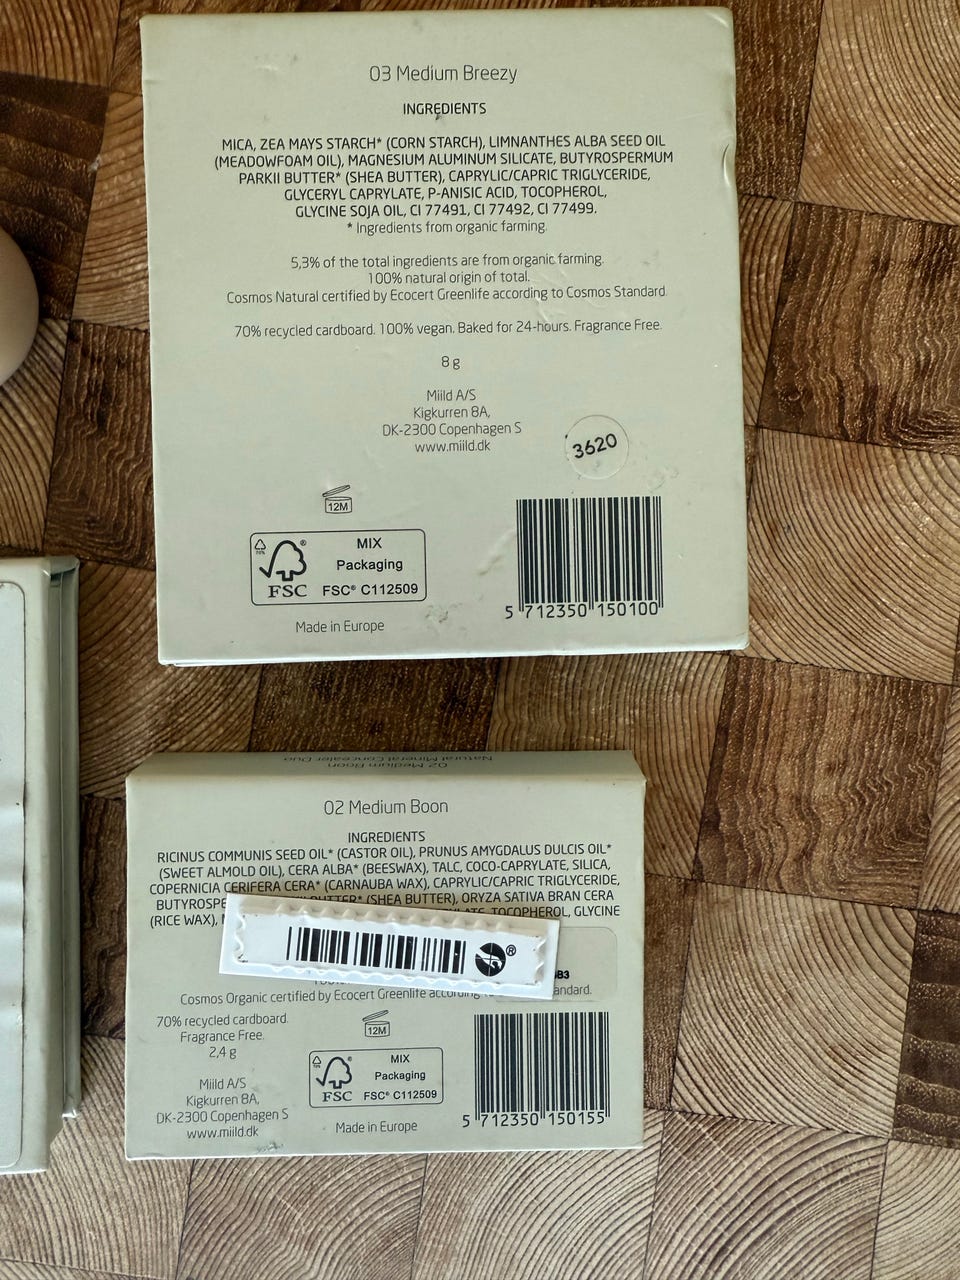 03 Medium Breezy
INGREDIENTS
MICA, ZEA MAYS STARCH* (CORN STARCH), LIMNANTHES ALBA SEED OIL
(MEADOWFOAM OIL), MAGNESIUM ALUMINUM SILICATE, BUTYROSPERMUM
PARKII BUTTER* (SHEA BUTTER), CAPRYLIC/CAPRIC TRIGLYCERIDE,
GLYCERYL CAPRYLATE, P-ANISIC ACID, TOCOPHEROL,
GLYCINE SOJA OIL, CI 77491, CI 77492, CI 77499.
* Ingredients from organic farming.
5,3% of the total ingredients are from organic farming.
100% natural origin of total.
Cosmos Natural certified by Ecocert Greenlife according to Cosmos Standard.
70% recycled cardboard. 100% vegan. Baked for 24-hours. Fragrance Free.
8 g
Miild A/S
Kigkurren 8A,
DK-2300 Copenhagen S
www.miild.dk
3620
12M
MIX
Packaging
FSC® C112509
FSC
Made in Europe
5 712350 150100
Natural Mineral Concealer Duo
02 Medium Boon
02 Medium Boon
INGREDIENTS
RICINUS COMMUNIS SEED OIL* (CASTOR OIL), PRUNUS AMYGDALUS DULCIS OIL*
(SWEET ALMOLD OIL), CERA ALBA* (BEESWAX), TALC, COCO-CAPRYLATE, SILICA,
COPERNICIA CERIFERA CERA* (CARNAUBA WAX), CAPRYLIC/CAPRIC TRIGLYCERIDE,
BUTYROSPE (SHEA BUTTER), ORYZA SATIVA BRAN CERA
(RICE WAX), TOCOPHEROL, GLYCINE
Cosmos Organic certified by Ecocert Greenlife according
70% recycled cardboard.
Fragrance Free.
2,4 g
Miild A/S
Kigkurren 8A,
DK-2300 Copenhagen S
www.miild.dk
12M
MIX
Packaging
FSC® C112509
FSC
Made in Europe
5 712350 150155